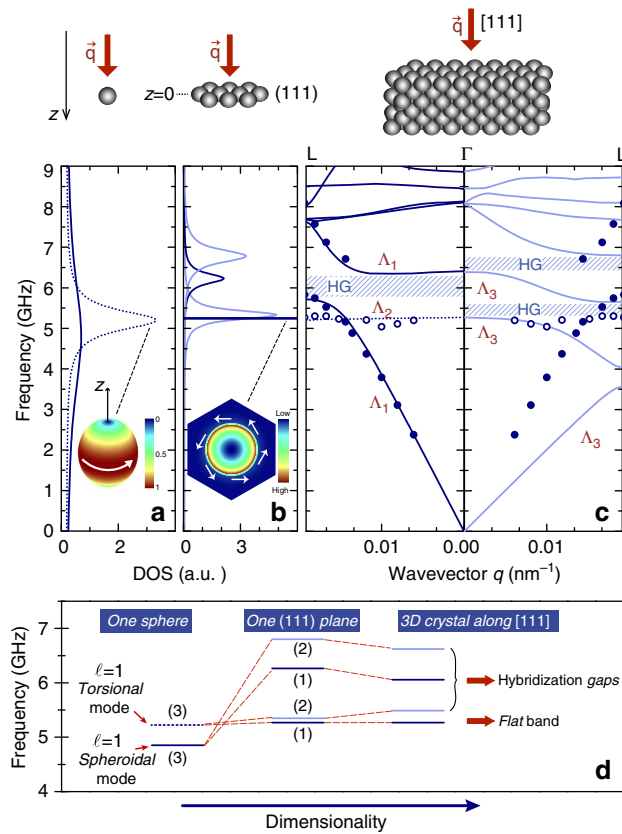 q⃗
q⃗
q⃗ [111]
z
z=0
(111)
L
Γ
L
9
8
7
6
5
4
3
2
1
0
Frequency (GHz)
z
0
0.5
1
a
Low
High
b
HG
Λ1
Λ2
Λ1
HG
HG
Λ3
Λ3
Λ3
c
0
2
0
3
6
0.01
0.00
0.01
DOS (a.u.)
Wavevector q (nm⁻¹)
7
6
5
4
Frequency (GHz)
One sphere
One (111) plane
3D crystal along [111]
ℓ=1
Torsional
mode
ℓ=1
Spheroidal
mode
(3)
(3)
(2)
(1)
(2)
(1)
Hybridization gaps
Flat band
d
Dimensionality